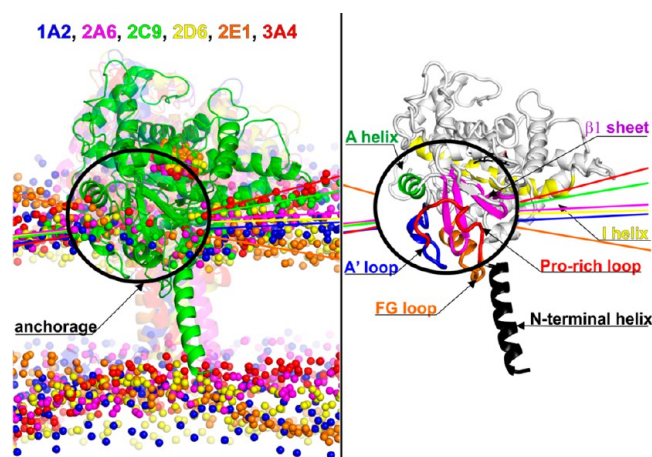 1A2, 2A6, 2C9, 2D6, 2E1, 3A4
anchorage
A helix
β1 sheet
I helix
A' loop
Pro-rich loop
FG loop
N-terminal helix